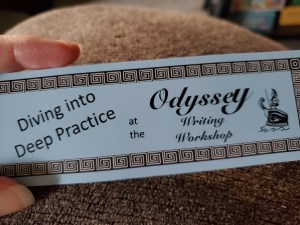 Diving into
Deep Practice
at
the
Odyssey
Writing
Workshop